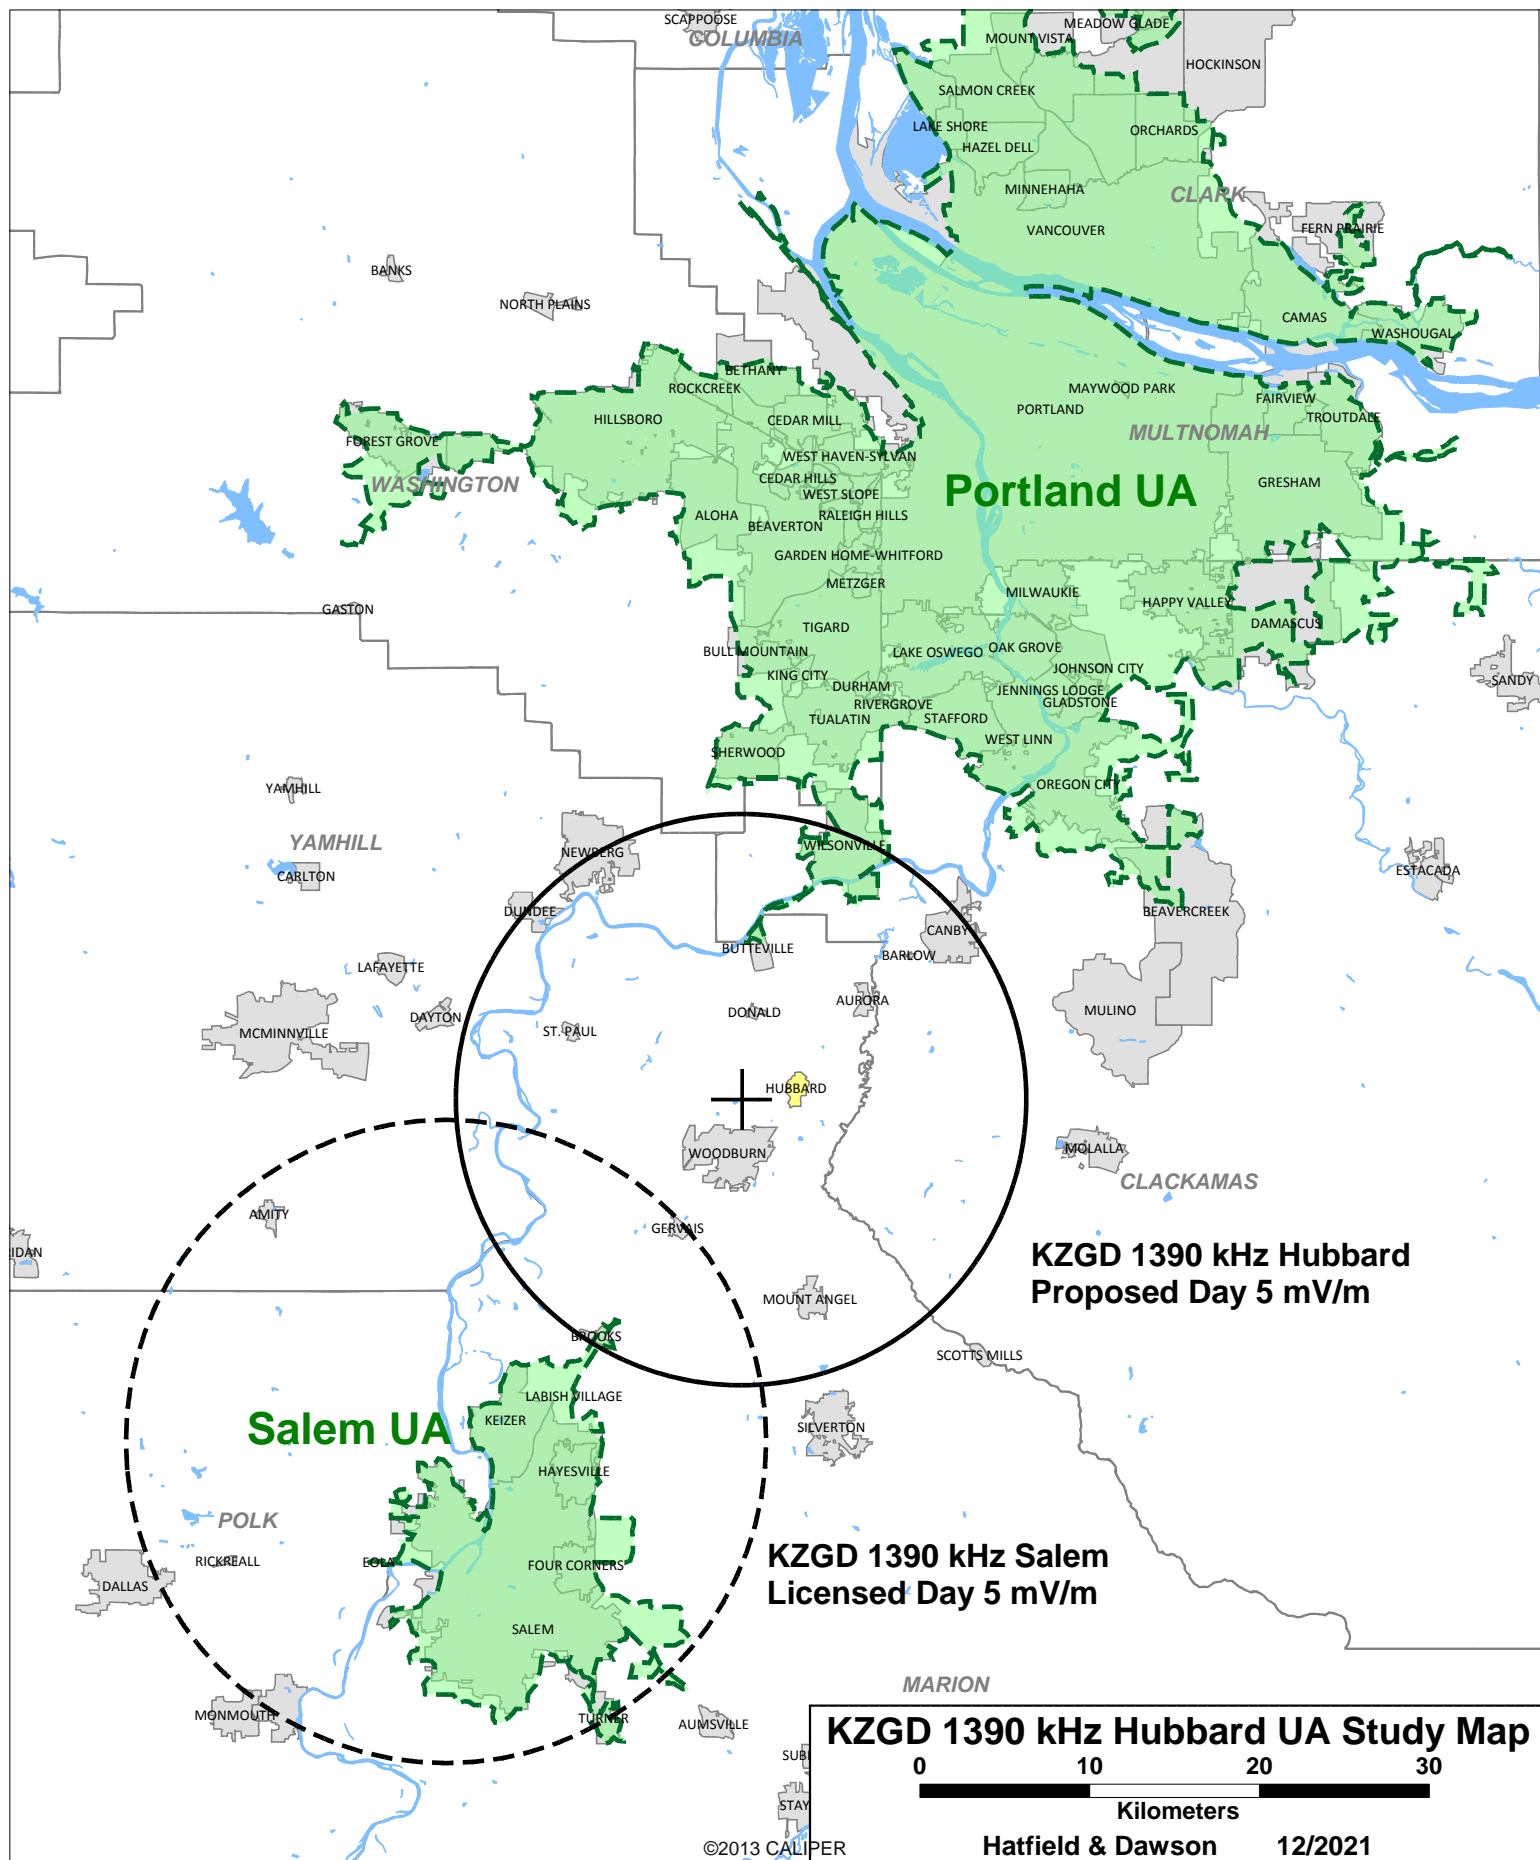 SCAPPOOSE
MEADOW GLADE
COLUMBIA
MOUNT VISTA
HOCKINSON
SALMON CREEK
LAKE SHORE
ORCHARDS
HAZEL DELL
MINNEHAHA
CLARK
VANCOUVER
FERN PRAIRIE
BANKS
NORTH PLAINS
CAMAS
WASHOUGAL
BETHANY
ROCKCREEK
MAYWOOD PARK
FAIRVIEW
PORTLAND
TROUTDALE
HILLSBORO
CEDAR MILL
MULTNOMAH
FOREST GROVE
WEST HAVEN-SYLVAN
WASHINGTON
CEDAR HILLS
WEST SLOPE
Portland UA
GRESHAM
ALOHA
RALEIGH HILLS
BEAVERTON
GARDEN HOME-WHITFORD
METZGER
MILWAUKIE
HAPPY VALLEY
GASTON
DAMASCUS
TIGARD
BULL MOUNTAIN
LAKE OSWEGO
OAK GROVE
KING CITY
JOHNSON CITY
SANDY
DURHAM
JENNINGS LODGE
RIVERGROVE
GLADSTONE
TUALATIN
STAFFORD
WEST LINN
SHERWOOD
OREGON CITY
YAMHILL
YAMHILL
WILSONVILLE
NEWBERG
CARLTON
ESTACADA
DUNDEE
BEAVERCREEK
CANBY
BUTTEVILLE
BARLOW
LAFAYETTE
AURORA
DONALD
MULINO
DAYTON
MCMINNVILLE
ST. PAUL
HUBBARD
WOODBURN
MOLALLA
CLACKAMAS
AMITY
GERVAIS
IDAN
KZGD 1390 kHz Hubbard
Proposed Day 5 mV/m
MOUNT ANGEL
BROOKS
SCOTTS MILLS
LABISH VILLAGE
Salem UA
KEIZER
SILVERTON
HAYESVILLE
POLK
RICKREALL
EOLA
FOUR CORNERS
KZGD 1390 kHz Salem
Licensed Day 5 mV/m
DALLAS
SALEM
MARION
MONMOUTH
TURNER
AUMSVILLE
KZGD 1390 kHz Hubbard UA Study Map
SUBL
0 10 20 30
STAY
Kilometers
©2013 CALIPER
Hatfield & Dawson 12/2021